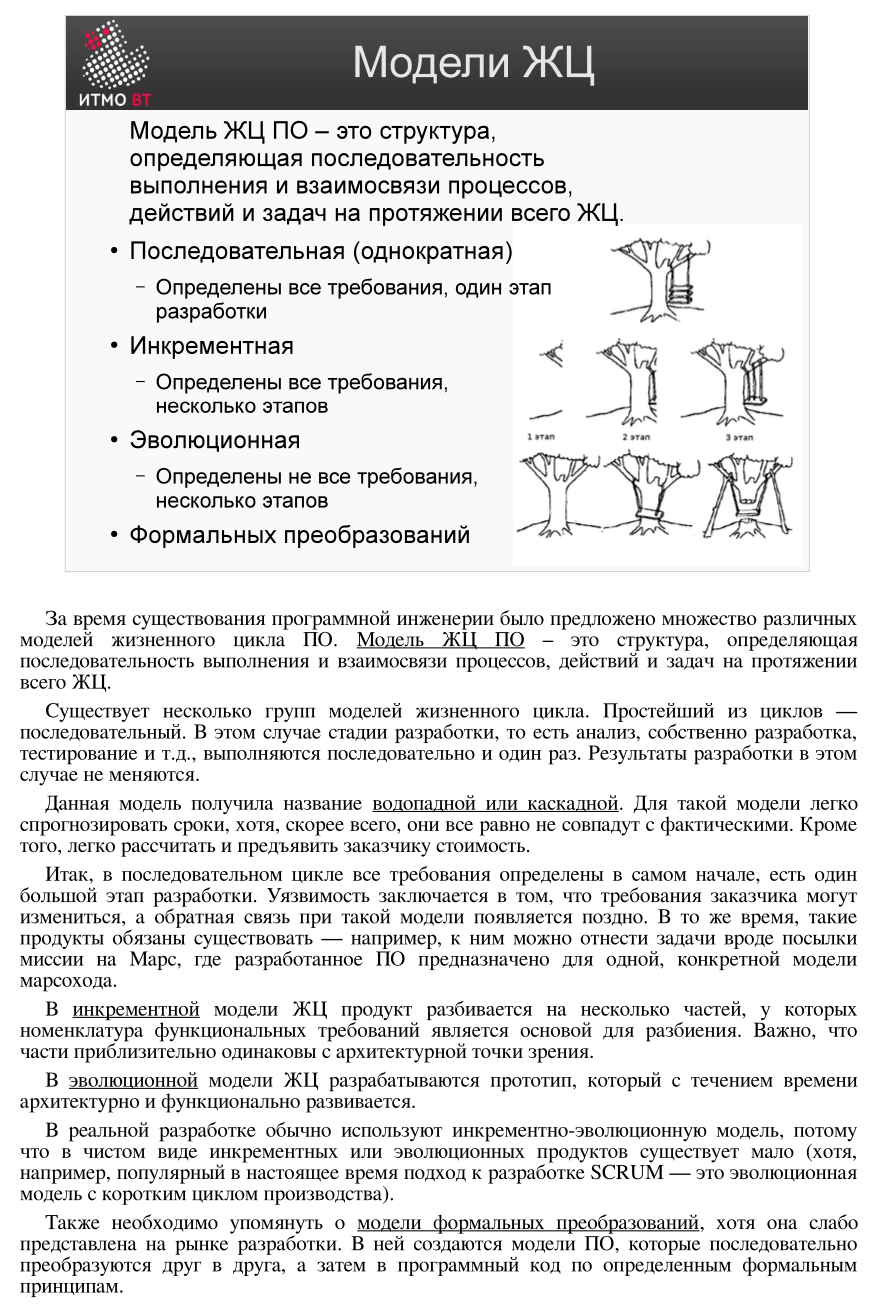 ИТМО ВТ
Модели ЖЦ
Модель ЖЦ ПО – это структура,
определяющая последовательность
выполнения и взаимосвязи процессов,
действий и задач на протяжении всего ЖЦ.
• Последовательная (однократная)
– Определены все требования, один этап
разработки
• Инкрементная
– Определены все требования,
несколько этапов
• Эволюционная
– Определены не все требования,
несколько этапов
• Формальных преобразований
1 этап
2 этап
3 этап
За время существования программной инженерии было предложено множество различных
моделей жизненного цикла ПО. Модель ЖЦ ПО – это структура, определяющая
последовательность выполнения и взаимосвязи процессов, действий и задач на протяжении
всего ЖЦ.
Существует несколько групп моделей жизненного цикла. Простейший из циклов —
последовательный. В этом случае стадии разработки, то есть анализ, собственно разработка,
тестирование и т.д., выполняются последовательно и один раз. Результаты разработки в этом
случае не меняются.
Данная модель получила название водопадной или каскадной. Для такой модели легко
спрогнозировать сроки, хотя, скорее всего, они все равно не совпадут с фактическими. Кроме
того, легко рассчитать и предъявить заказчику стоимость.
Итак, в последовательном цикле все требования определены в самом начале, есть один
большой этап разработки. Уязвимость заключается в том, что требования заказчика могут
измениться, а обратная связь при такой модели появляется поздно. В то же время, такие
продукты обязаны существовать — например, к ним можно отнести задачи вроде посылки
миссии на Марс, где разработанное ПО предназначено для одной, конкретной модели
марсохода.
В инкрементной модели ЖЦ продукт разбивается на несколько частей, у которых
номенклатура функциональных требований является основой для разбиения. Важно, что
части приблизительно одинаковы с архитектурной точки зрения.
В эволюционной модели ЖЦ разрабатываются прототип, который с течением времени
архитектурно и функционально развивается.
В реальной разработке обычно используют инкрементно-эволюционную модель, потому
что в чистом виде инкрементных или эволюционных продуктов существует мало (хотя,
например, популярный в настоящее время подход к разработке SCRUM — это эволюционная
модель с коротким циклом производства).
Также необходимо упомянуть о модели формальных преобразований, хотя она слабо
представлена на рынке разработки. В ней создаются модели ПО, которые последовательно
преобразуются друг в друга, а затем в программный код по определенным формальным
принципам.